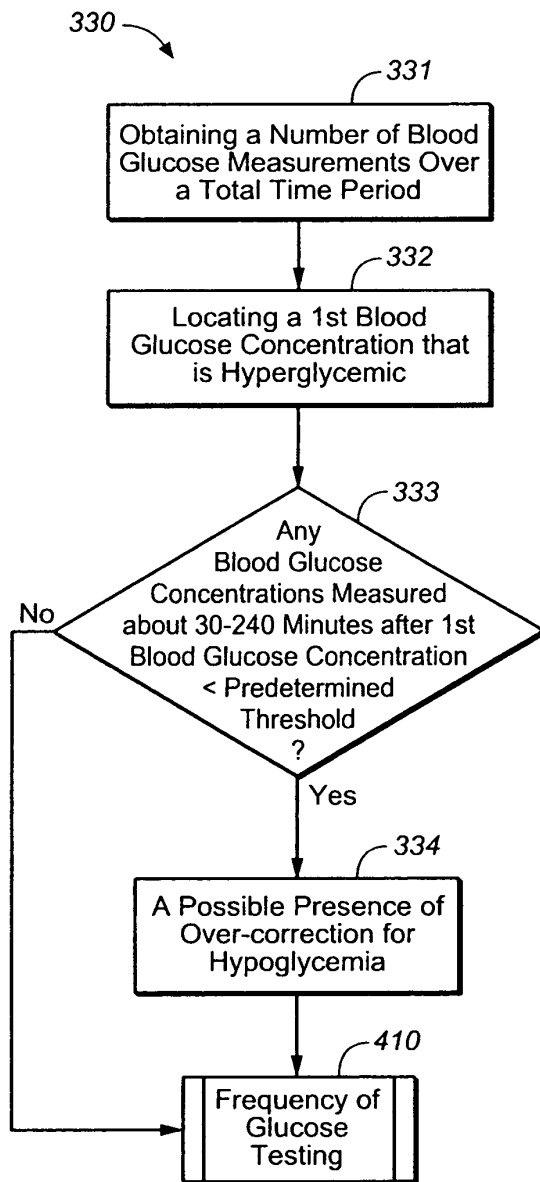 330
331
Obtaining a Number of Blood
Glucose Measurements Over
a Total Time Period
332
Locating a 1st Blood
Glucose Concentration that
is Hyperglycemic
333
Any
Blood Glucose
Concentrations Measured
about 30-240 Minutes after 1st
Blood Glucose Concentration
< Predetermined
Threshold
?
No
Yes
334
A Possible Presence of
Over-correction for
Hypoglycemia
410
Frequency of
Glucose
Testing